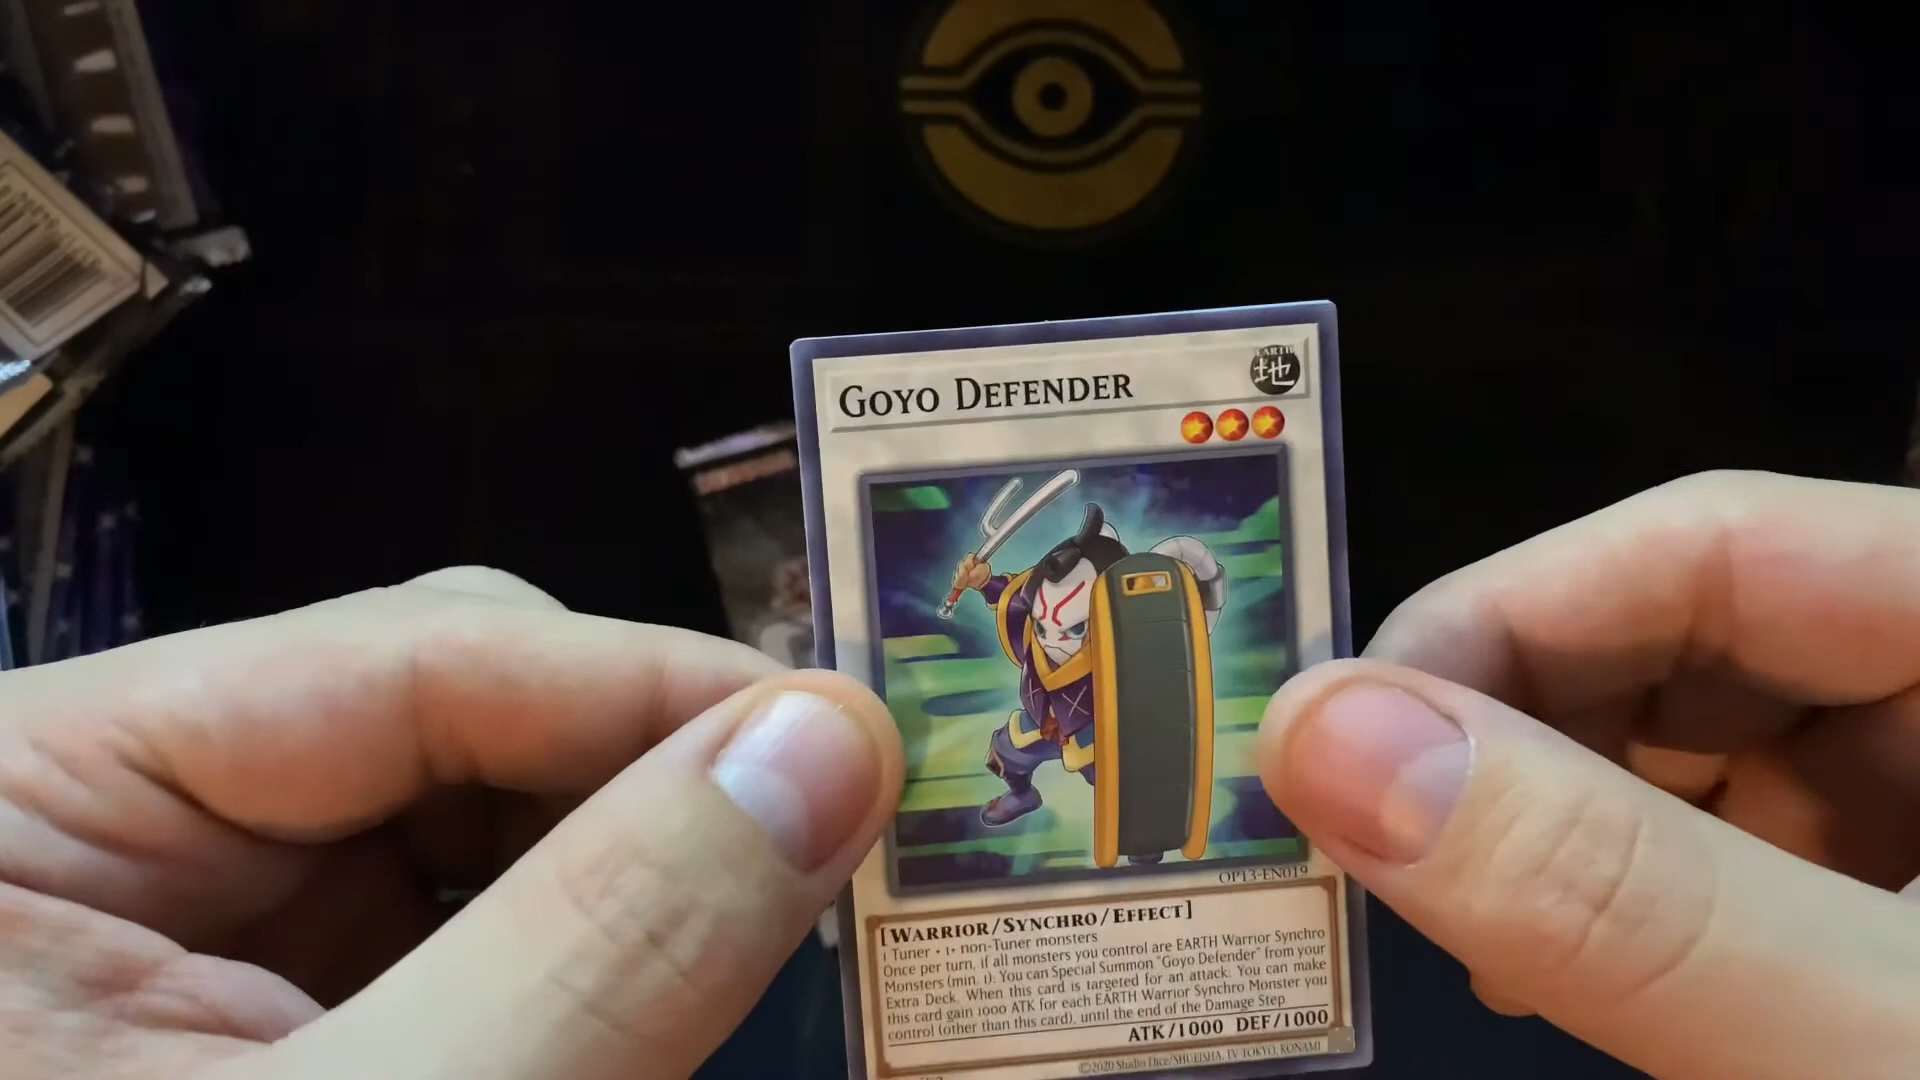 GOYO DEFENDER
EARTH
地
OP13-EN019
[WARRIOR/SYNCHRO/EFFECT]
1 Tuner + 1+ non-Tuner monsters
Once per turn, if all monsters you control are EARTH Warrior Synchro
Monsters (min. 1): You can Special Summon "Goyo Defender" from your
Extra Deck. When this card is targeted for an attack: You can make
this card gain 1000 ATK for each EARTH Warrior Synchro Monster you
control (other than this card), until the end of the Damage Step.
ATK/1000 DEF/1000
©2020 Studio Dice/SHUEISHA, TV TOKYO, KONAMI